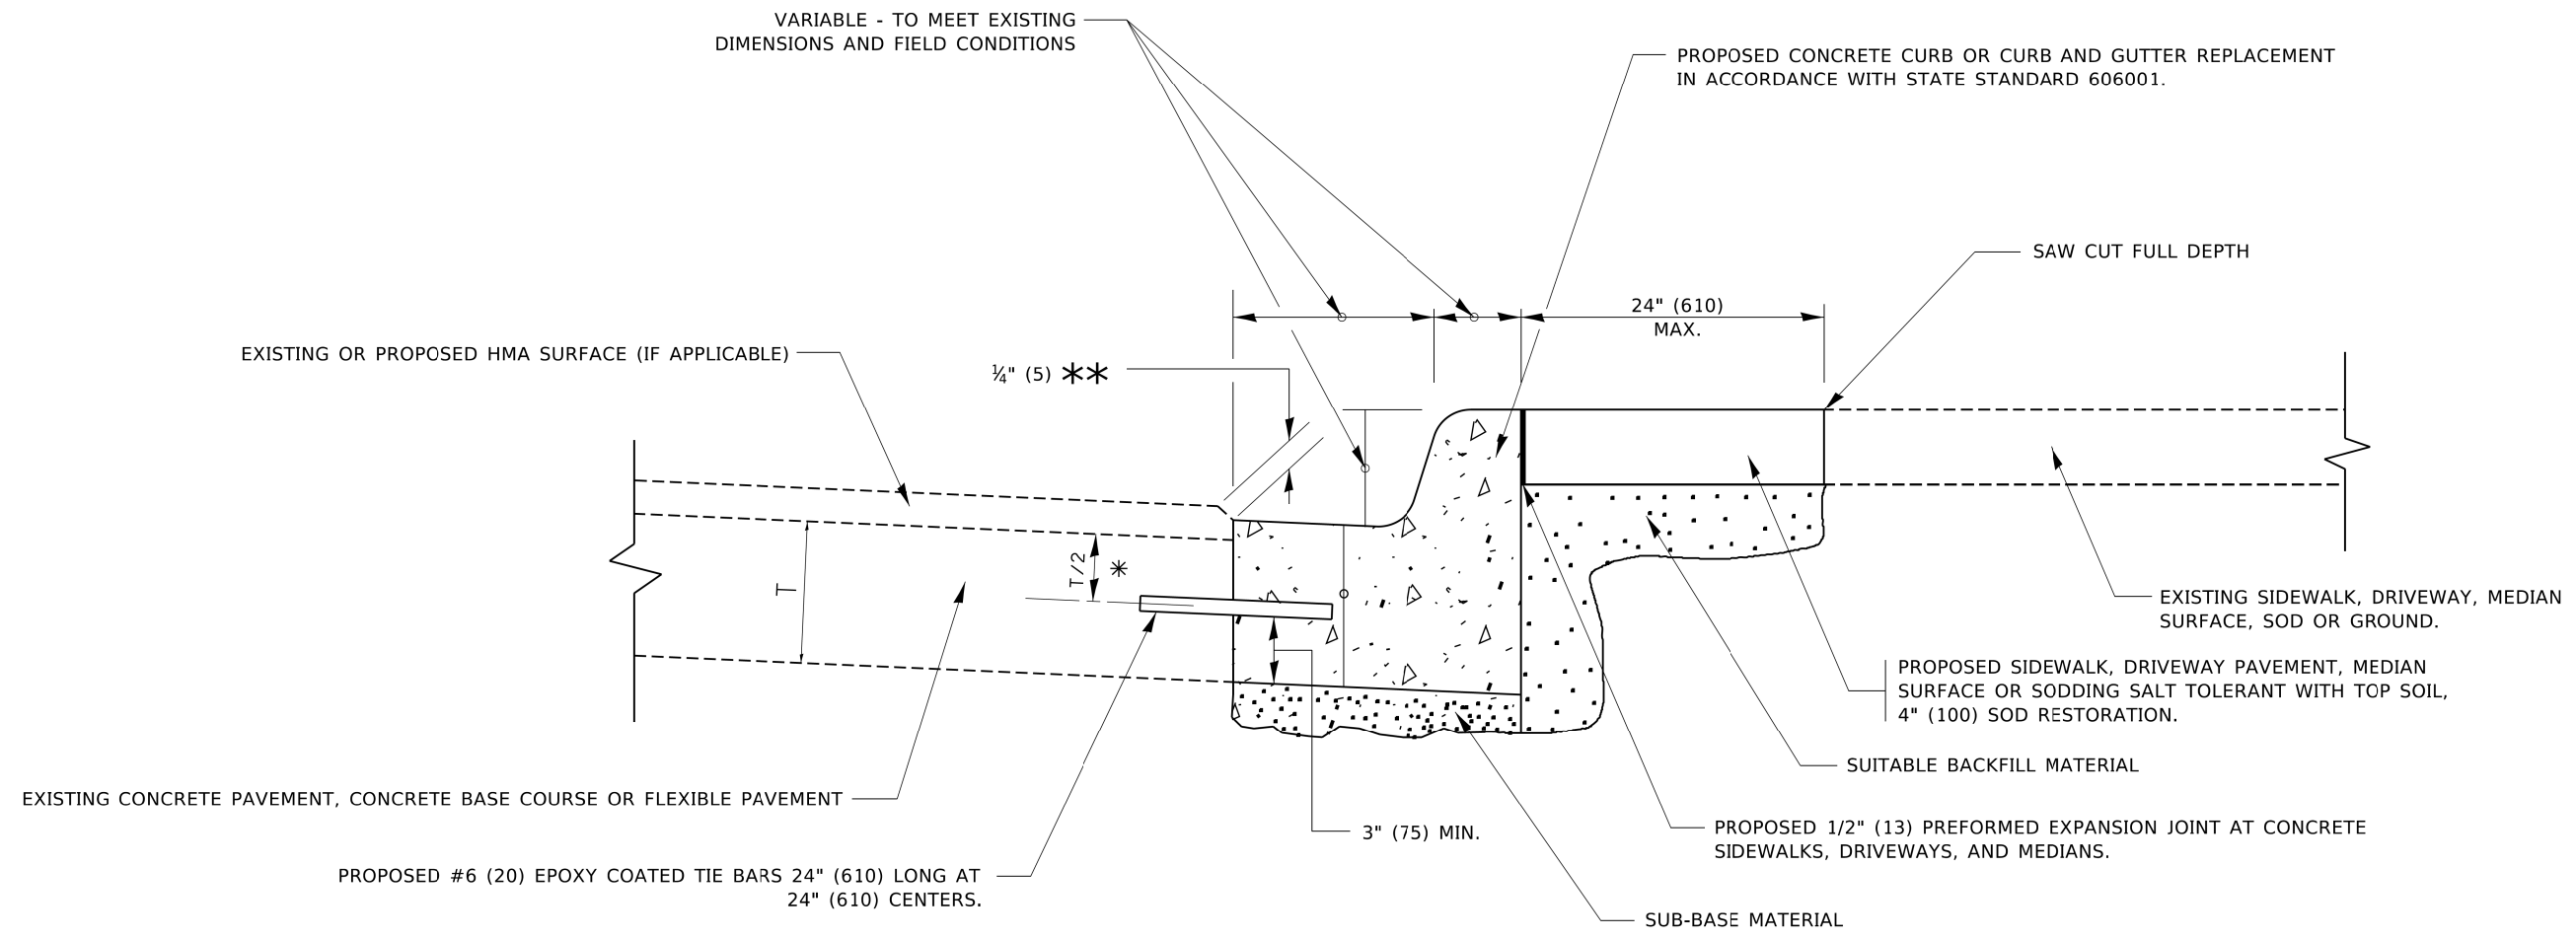 VARIABLE - TO MEET EXISTING
DIMENSIONS AND FIELD CONDITIONS
PROPOSED CONCRETE CURB OR CURB AND GUTTER REPLACEMENT
IN ACCORDANCE WITH STATE STANDARD 606001.
SAW CUT FULL DEPTH
24" (610)
MAX.
EXISTING OR PROPOSED HMA SURFACE (IF APPLICABLE)
¼" (5) **
T
T/2 *
EXISTING SIDEWALK, DRIVEWAY, MEDIAN
SURFACE, SOD OR GROUND.
PROPOSED SIDEWALK, DRIVEWAY PAVEMENT, MEDIAN
SURFACE OR SODDING SALT TOLERANT WITH TOP SOIL,
4" (100) SOD RESTORATION.
SUITABLE BACKFILL MATERIAL
EXISTING CONCRETE PAVEMENT, CONCRETE BASE COURSE OR FLEXIBLE PAVEMENT
3" (75) MIN.
PROPOSED 1/2" (13) PREFORMED EXPANSION JOINT AT CONCRETE
SIDEWALKS, DRIVEWAYS, AND MEDIANS.
PROPOSED #6 (20) EPOXY COATED TIE BARS 24" (610) LONG AT
24" (610) CENTERS.
SUB-BASE MATERIAL